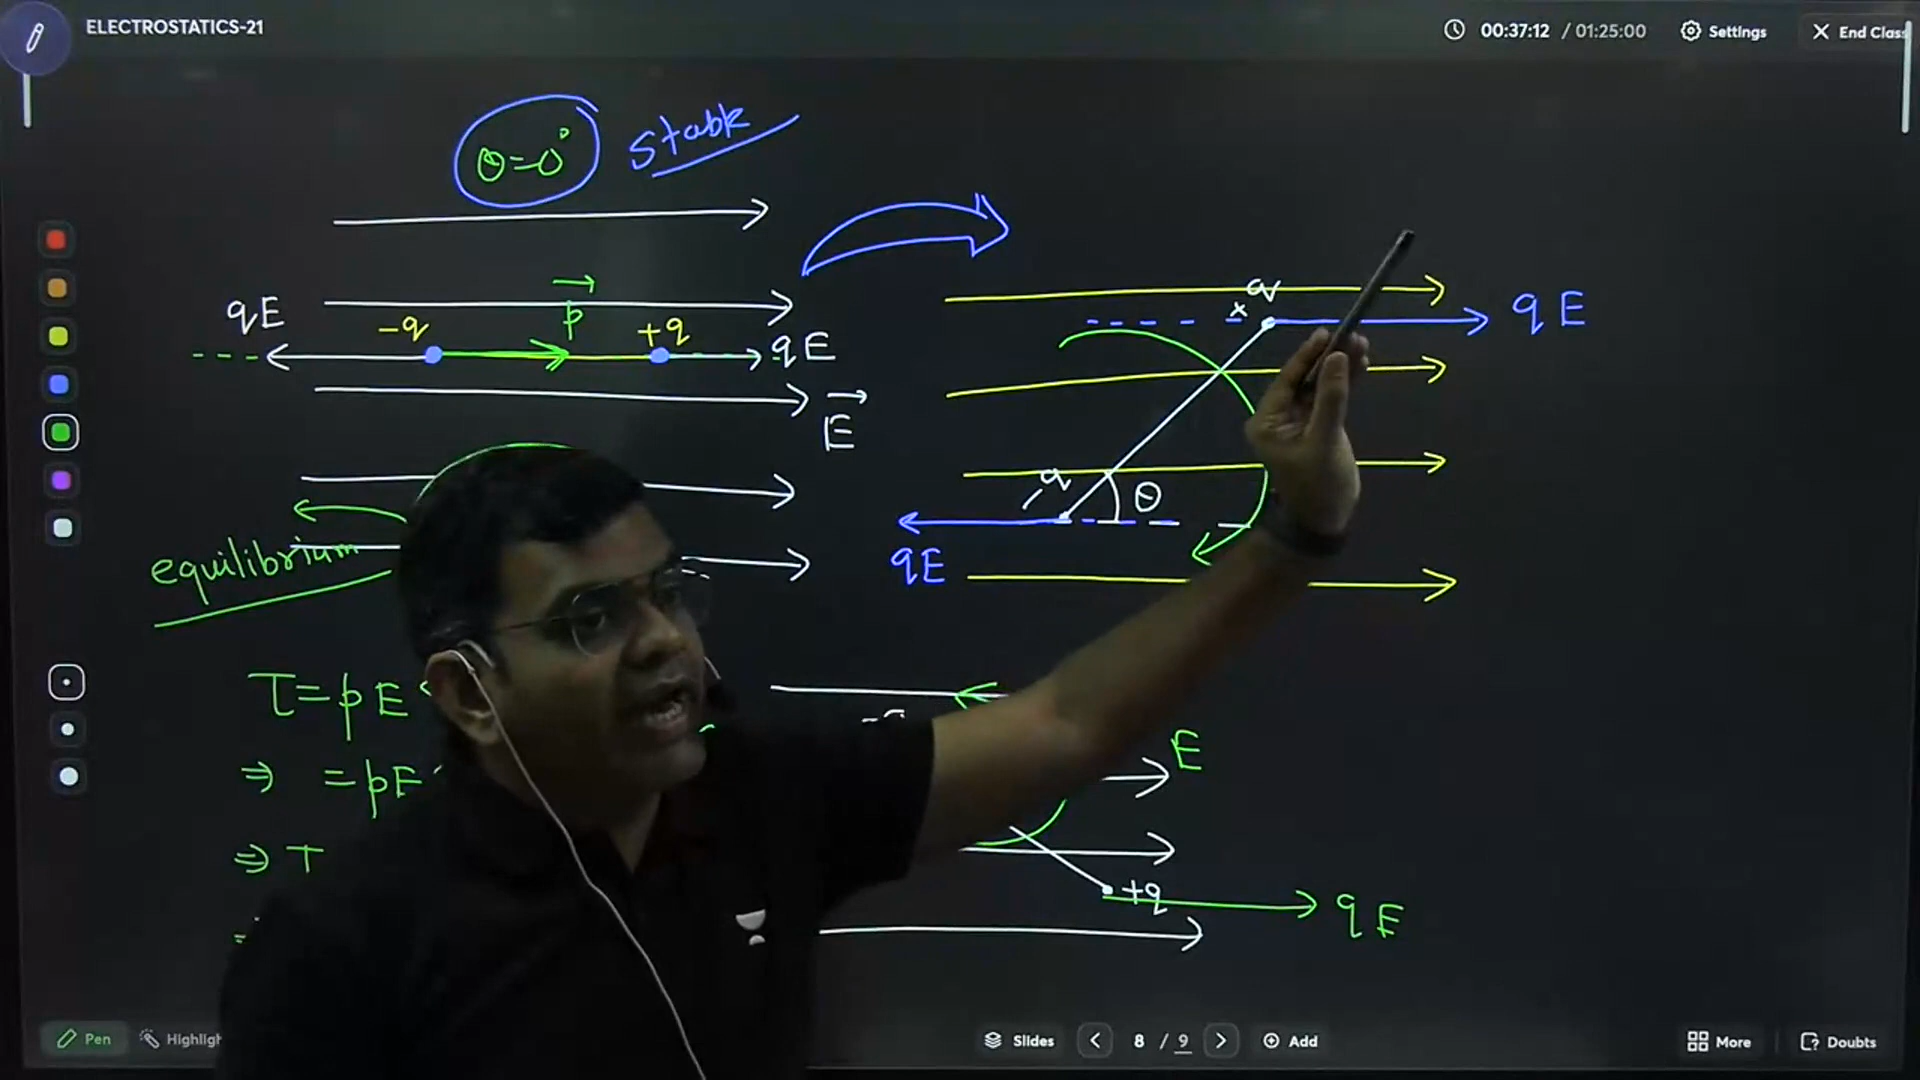 ELECTROSTATICS-21
00:37:12 / 01:25:00
Settings
End Class
θ=0°
Stable
qE
-q
p
+q
qE
E
equilibrium
τ=pE
⇒ =pE
⇒ τ
+q
qE
-q
θ
qE
E
+q
qE
Pen
Highligh
Slides
8 / 9
Add
More
Doubts